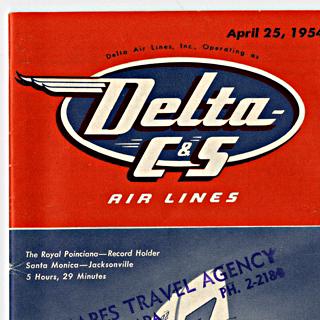 April 25, 1954
Delta Air Lines, Inc., Operating as
Delta-
C&S
AIR LINES
The Royal Poinciana—Record Holder
Santa Monica—Jacksonville
5 Hours, 29 Minutes
TRAVEL AGENCY
PH. 2-2180